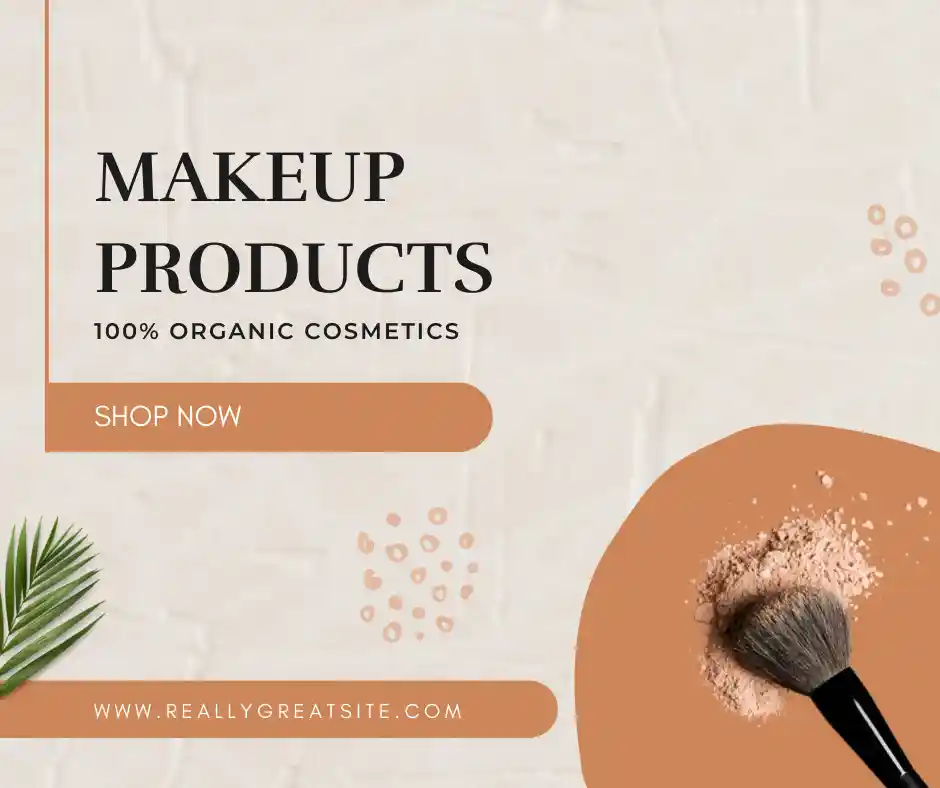 MAKEUP
PRODUCTS
100% ORGANIC COSMETICS
SHOP NOW
WWW.REALLYGREATSITE.COM